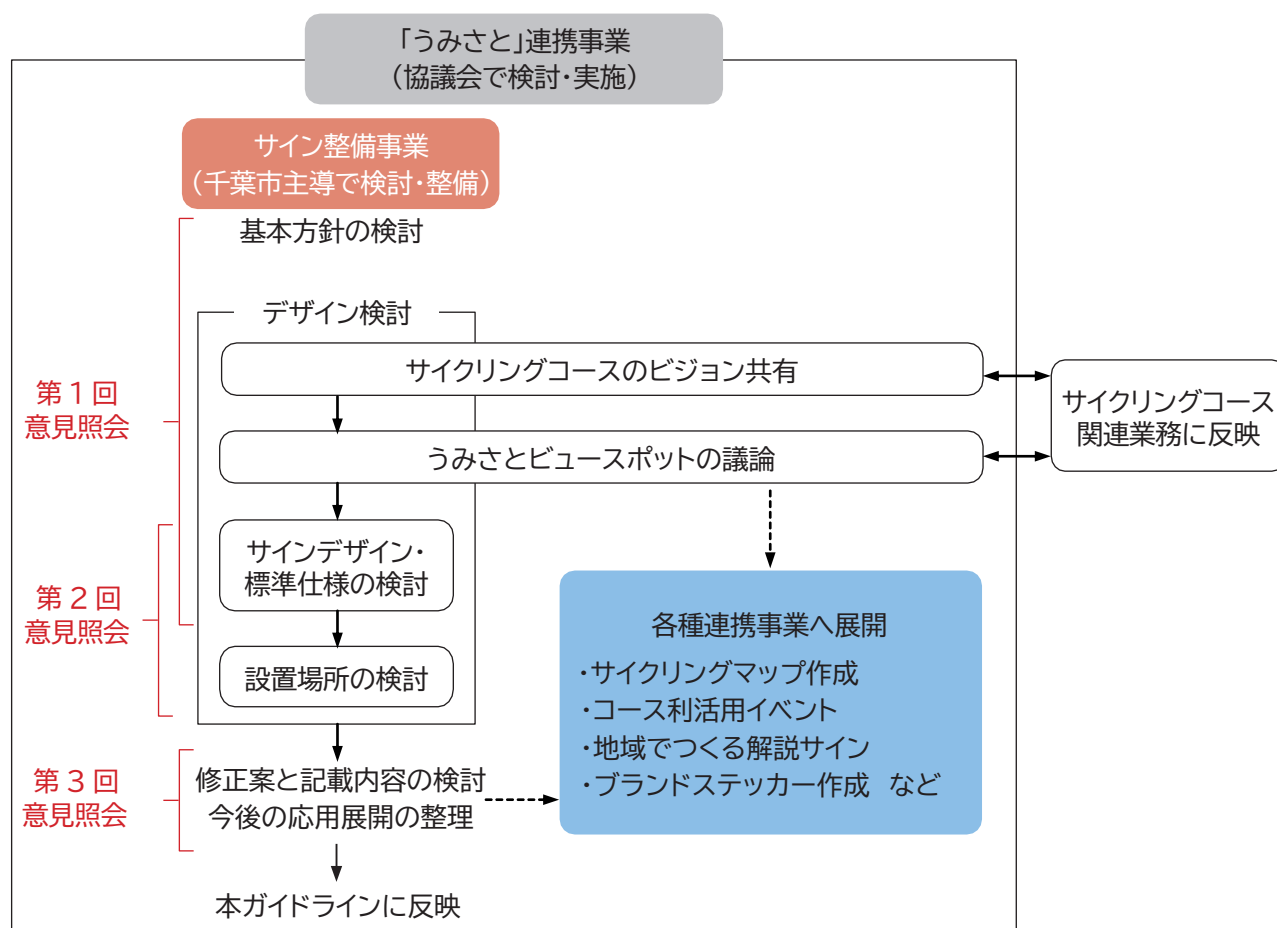 「うみさと」連携事業
（協議会で検討・実施）
サイン整備事業
（千葉市主導で検討・整備）
基本方針の検討
デザイン検討
サイクリングコースのビジョン共有
第1回
意見照会
サイクリングコース
関連業務に反映
うみさとビュースポットの議論
サインデザイン・
標準仕様の検討
第2回
意見照会
各種連携事業へ展開
・サイクリングマップ作成
・コース利活用イベント
・地域でつくる解説サイン
・ブランドステッカー作成　など
設置場所の検討
第3回
意見照会
修正案と記載内容の検討
今後の応用展開の整理
本ガイドラインに反映